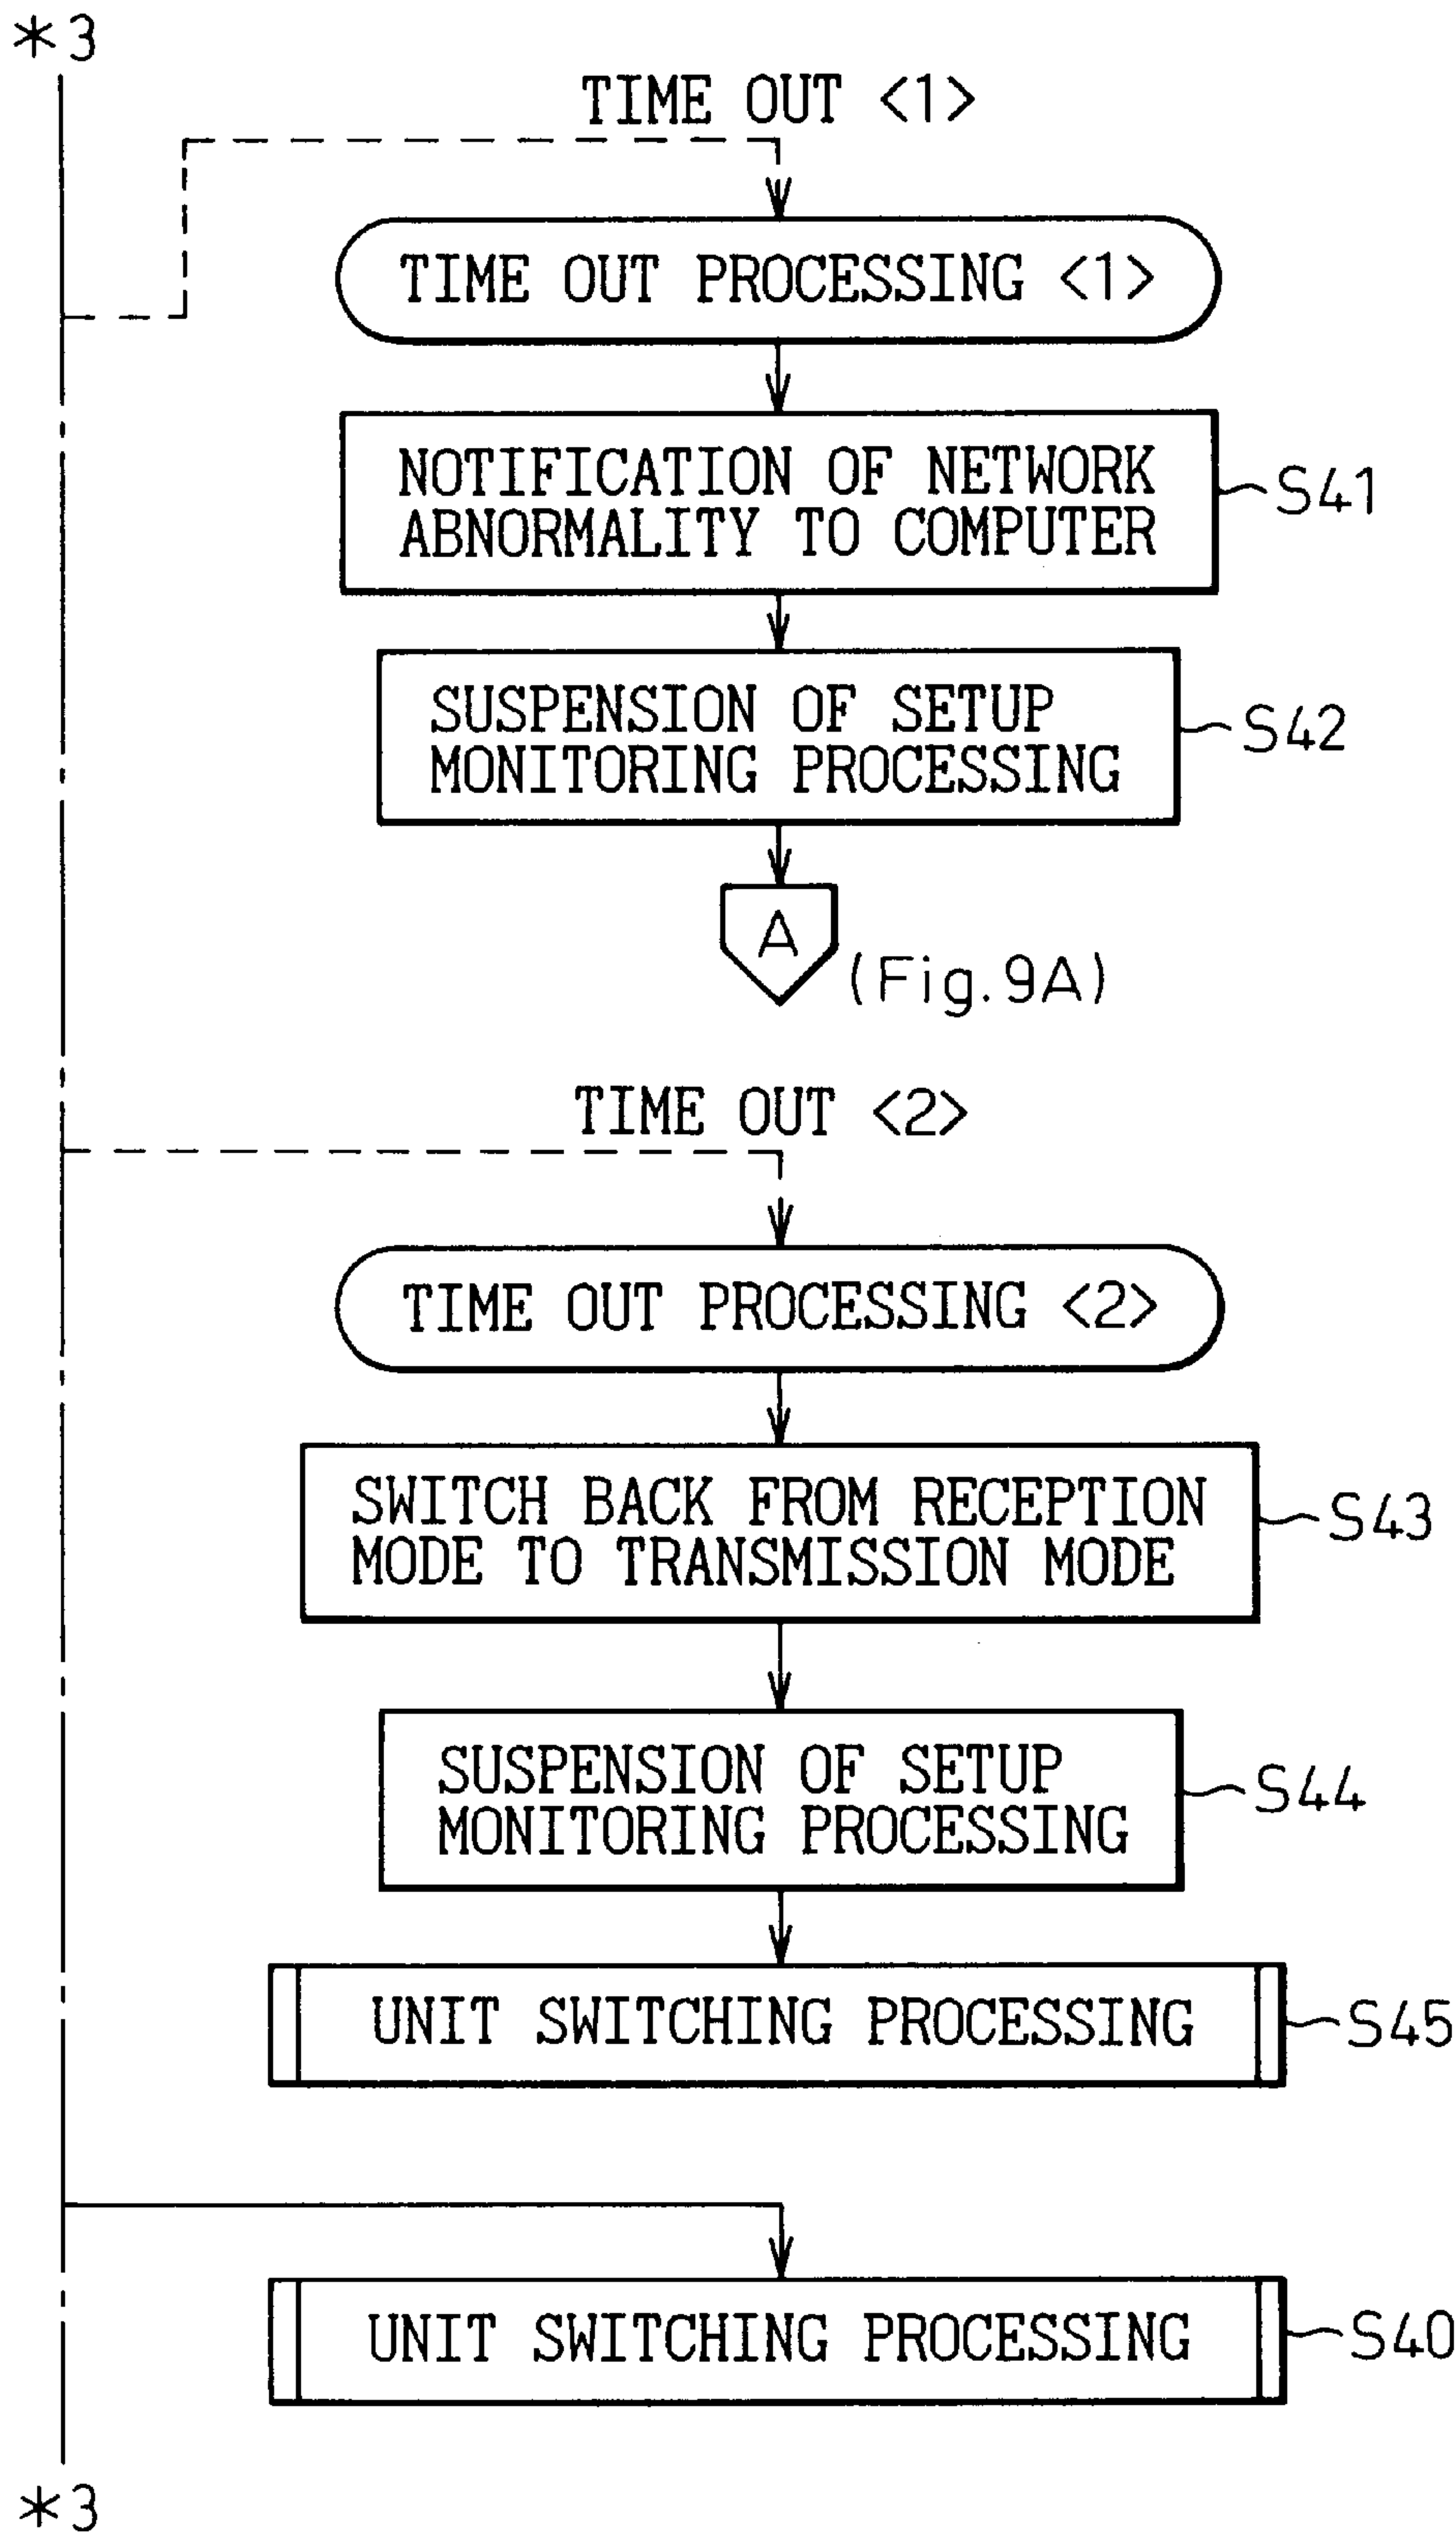 *3
TIME OUT <1>
TIME OUT PROCESSING <1>
NOTIFICATION OF NETWORK
ABNORMALITY TO COMPUTER
S41
SUSPENSION OF SETUP
MONITORING PROCESSING
S42
A
(Fig.9A)
TIME OUT <2>
TIME OUT PROCESSING <2>
SWITCH BACK FROM RECEPTION
MODE TO TRANSMISSION MODE
S43
SUSPENSION OF SETUP
MONITORING PROCESSING
S44
UNIT SWITCHING PROCESSING
S45
UNIT SWITCHING PROCESSING
S40
*3